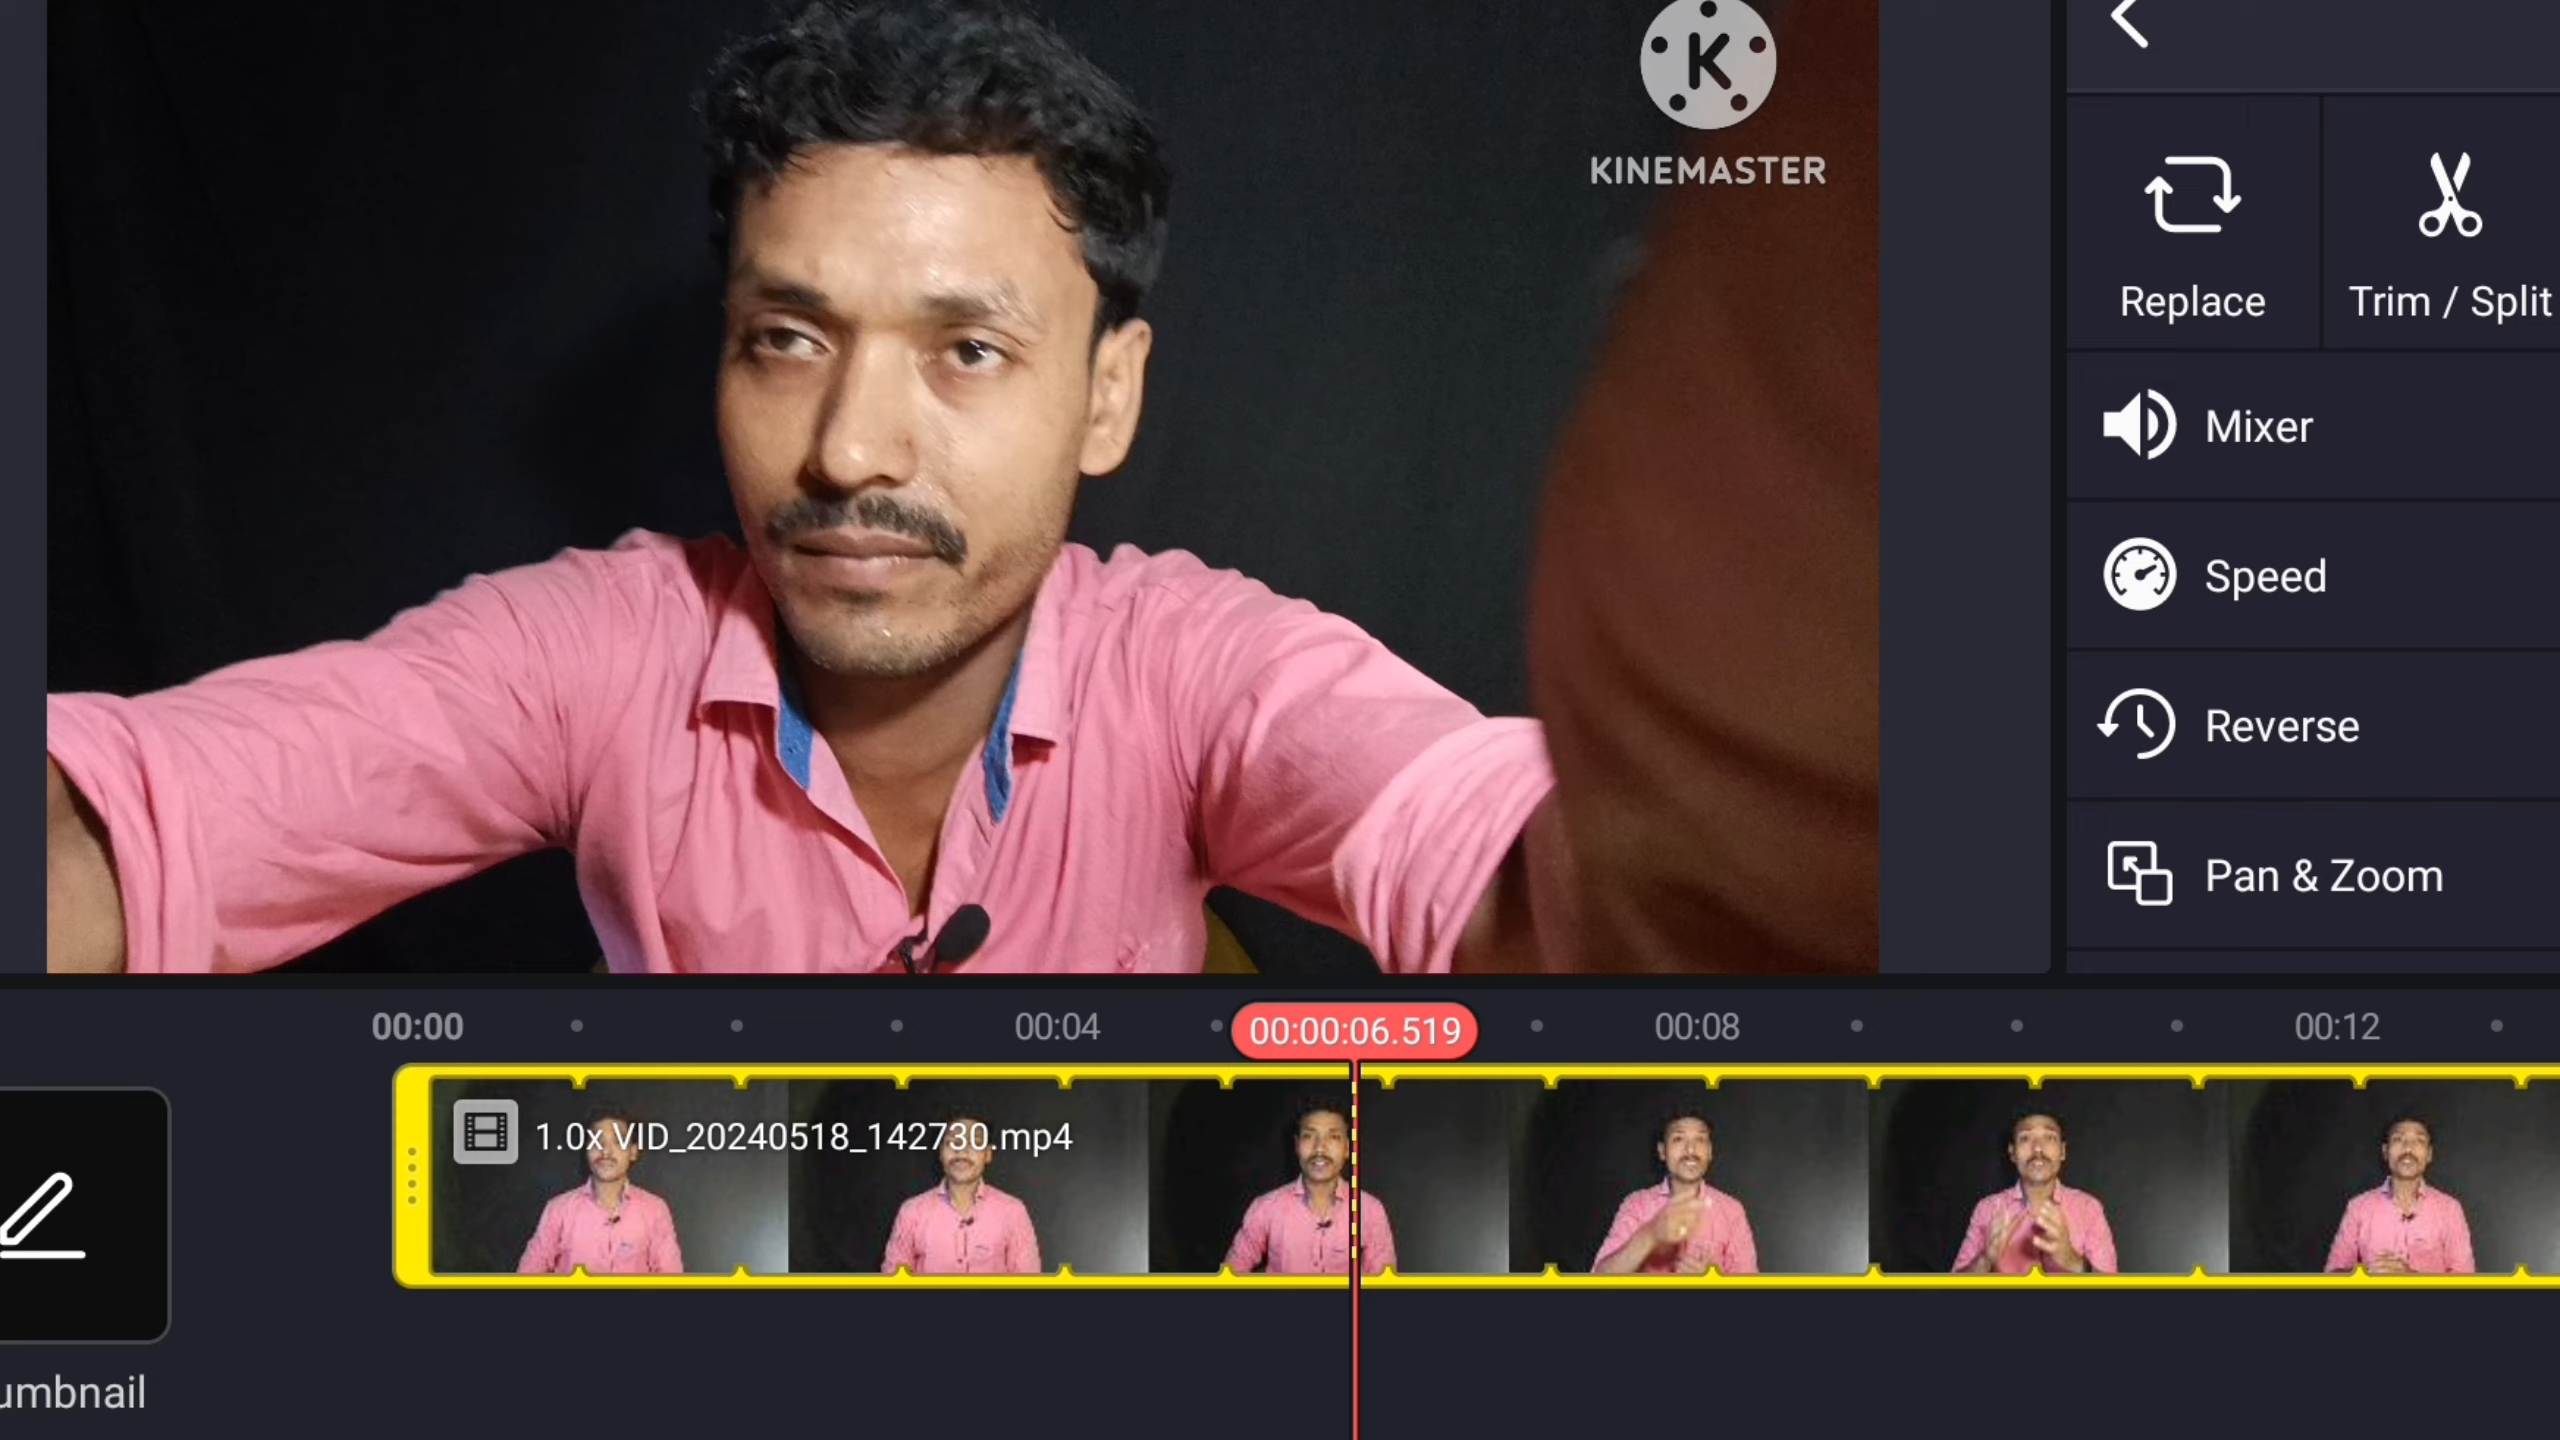 K
KINEMASTER
Replace
Trim / Split
Mixer
Speed
Reverse
Pan & Zoom
00:00
00:04
00:00:06.519
00:08
00:12
1.0x VID_20240518_142730.mp4
umbnail